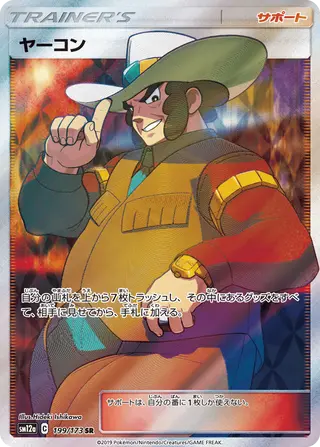 TRAINER'S
サポート
ヤーコン
自分の山札を上から7枚トラッシュし、その中にあるグッズをすべ
て、相手に見せてから、手札に加える。
Illus. Hideki Ishikawa
sm12a C 199/173 SR
サポートは、自分の番に1枚しか使えない。
©2019 Pokémon/Nintendo/Creatures/GAME FREAK.